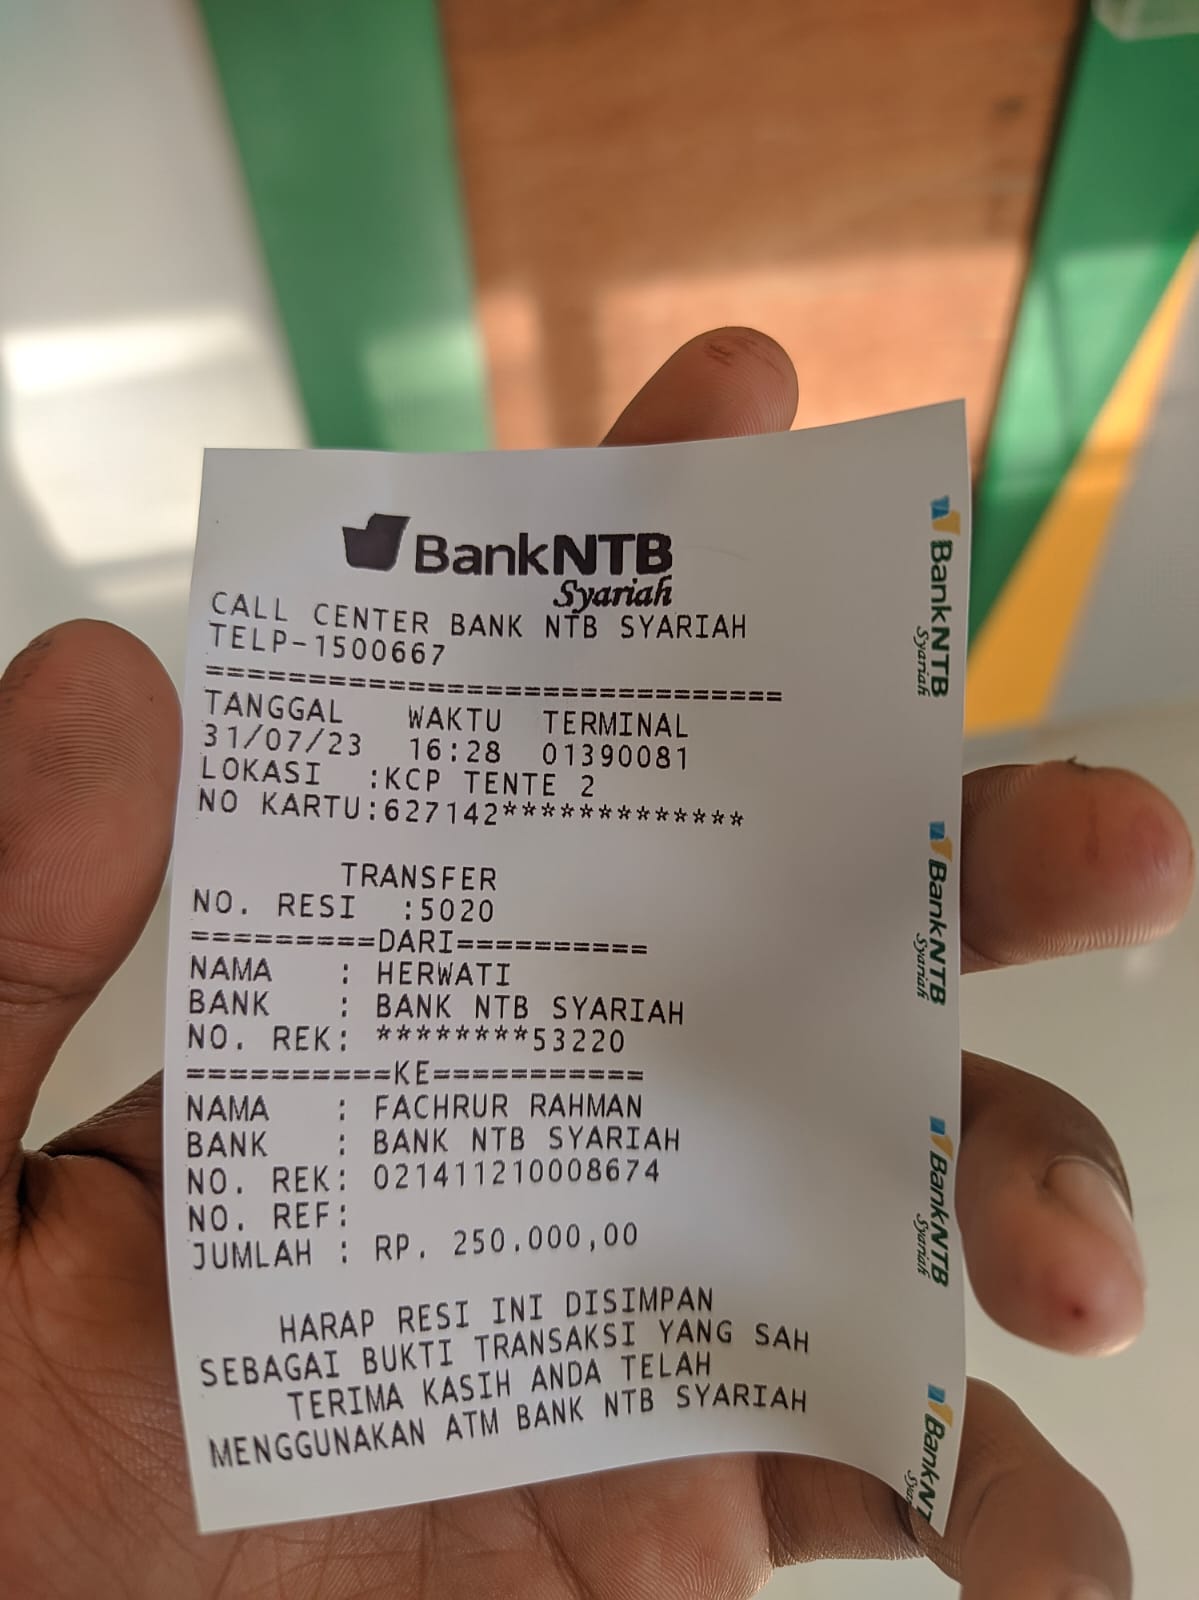 BankNTB
Syariah
CALL CENTER BANK NTB SYARIAH
TELP-1500667
==============================
TANGGAL WAKTU TERMINAL
31/07/23 16:28 01390081
LOKASI :KCP TENTE 2
NO KARTU:627142*************
TRANSFER
NO. RESI :5020
=========DARI==========
NAMA : HERWATI
BANK : BANK NTB SYARIAH
NO. REK: ********53220
==========KE===========
NAMA : FACHRUR RAHMAN
BANK : BANK NTB SYARIAH
NO. REK: 021411210008674
NO. REF:
JUMLAH : RP. 250.000,00
HARAP RESI INI DISIMPAN
SEBAGAI BUKTI TRANSAKSI YANG SAH
TERIMA KASIH ANDA TELAH
MENGGUNAKAN ATM BANK NTB SYARIAH
BankNTB
Syariah
BankNTB
Syariah
BankNTB
Syariah
BankNT